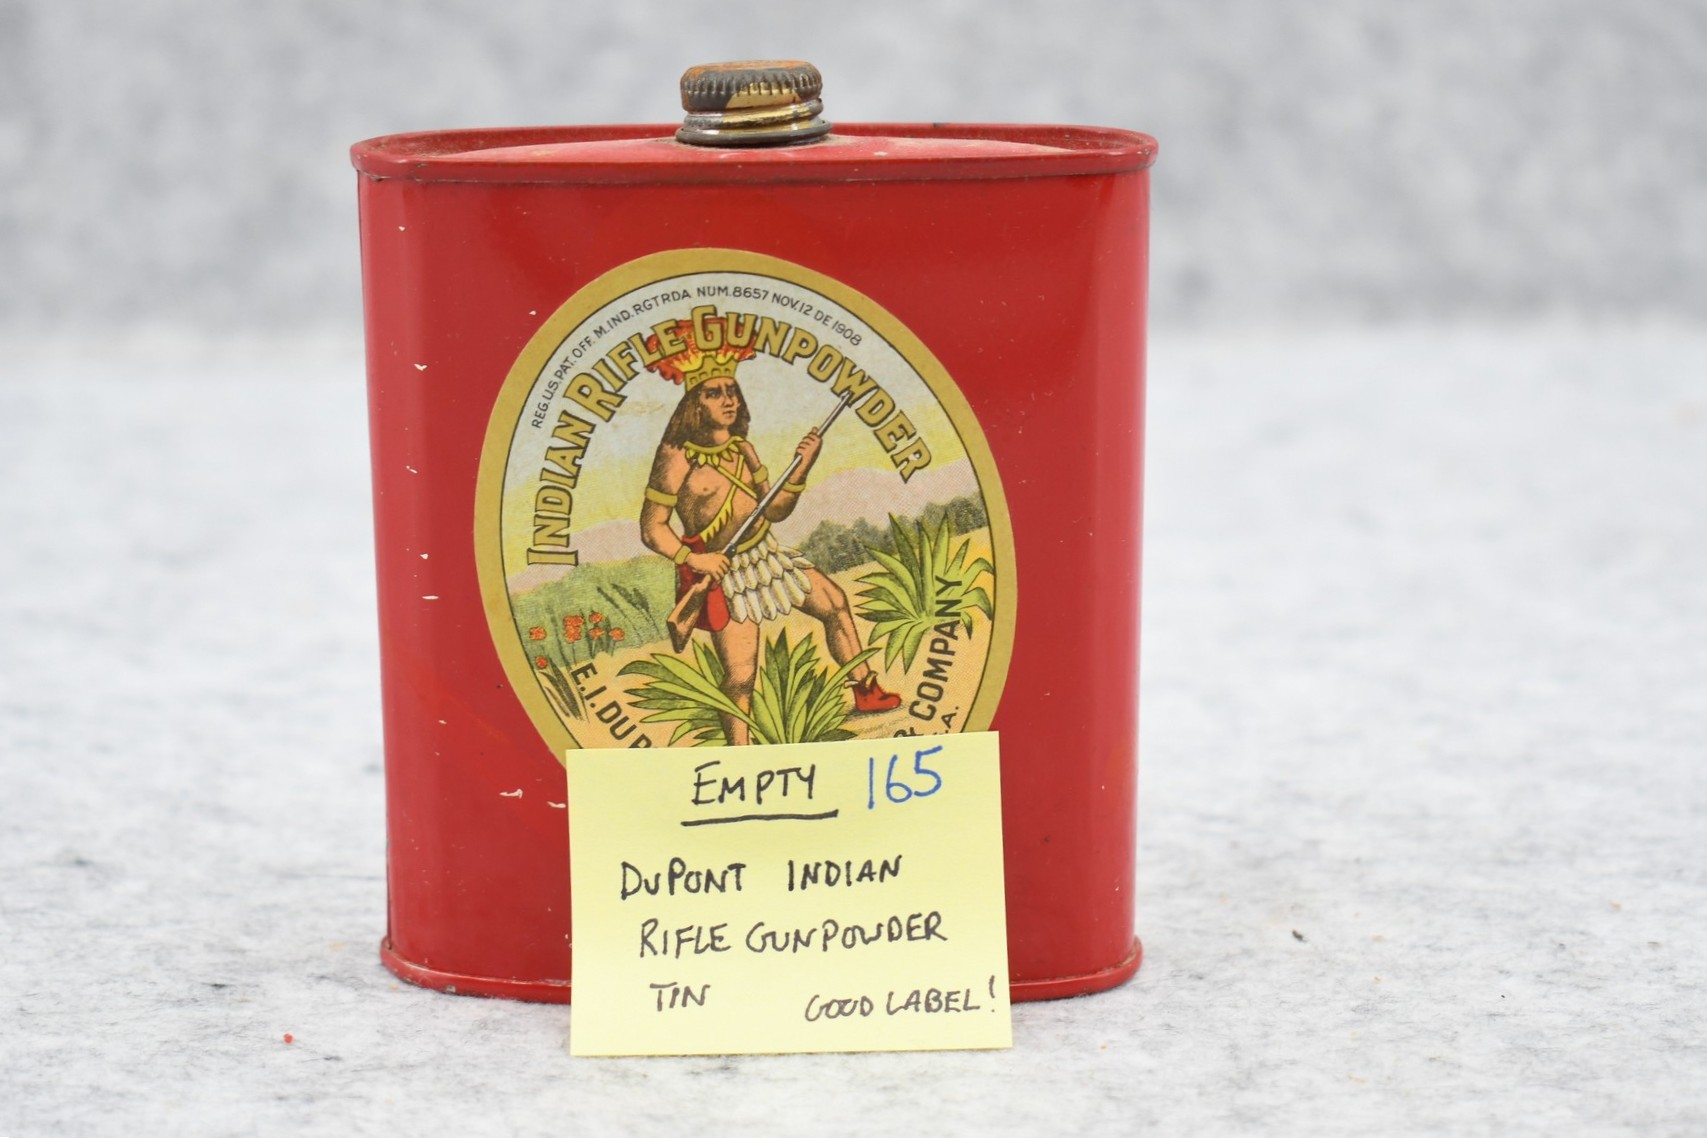 REG.U.S.PAT.OFF. M.IND.RGTRDA NUM.8657 NOV.12 DE 1908
INDIAN RIFLE GUNPOWDER
E.I.DU P
& COMPANY
.A.
EMPTY 165
DUPONT INDIAN
RIFLE GUNPOWDER
TIN GOOD LABEL!